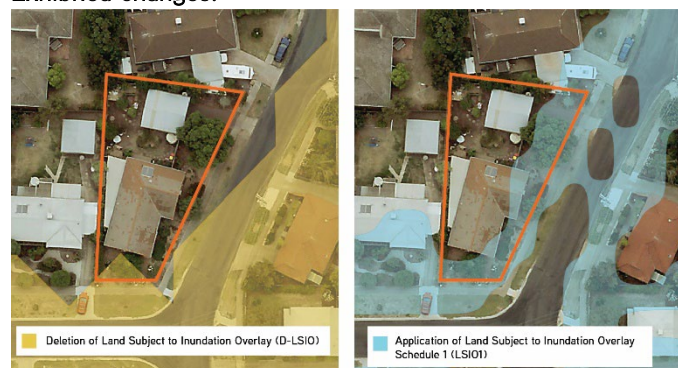 Exhibited changes:
Deletion of Land Subject to Inundation Overlay (D-LSIO)
Application of Land Subject to Inundation Overlay
Schedule 1 (LSIO1)